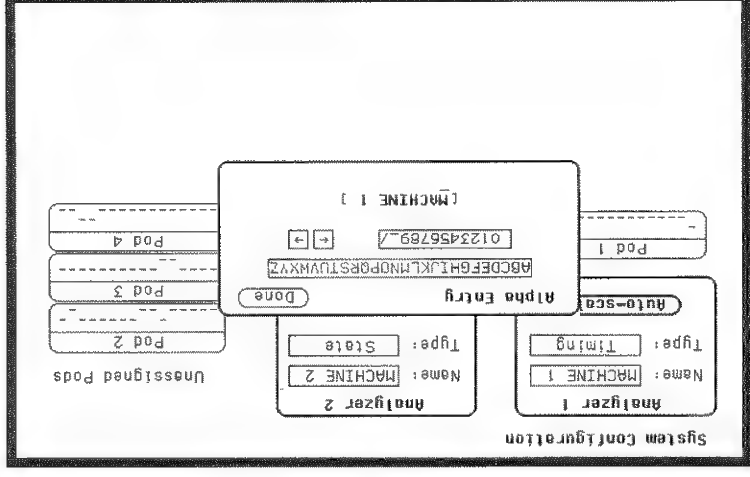 System Configuration
Analyzer 1
Name: MACHINE 1
Type: Timing
Auto-sca
Pod 1
Analyzer 2
Name: MACHINE 2
Type: State
Unassigned Pods
Pod 2
Pod 3
Pod 4
Alpha Entry
Done
ABCDEFGHIJKLMNOPQRSTUVWXYZ
0123456789_/
← →
[MACHINE 1 ]